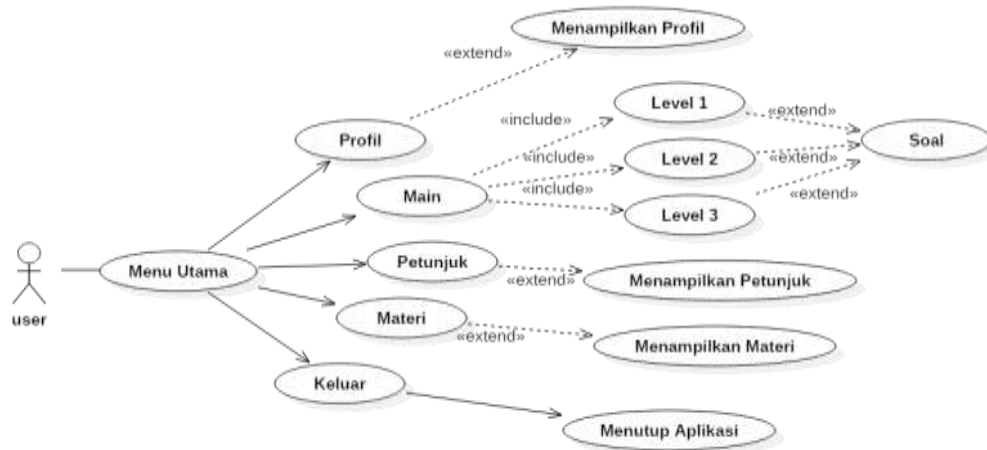 Menampilkan Profil
«extend»
Level 1
«include»
«extend»
Profil
Soal
Level 2
«include»
«extend»
Main
«include»
«extend»
Level 3
Petunjuk
Menu Utama
«extend»
Menampilkan Petunjuk
user
Materi
«extend»
Menampilkan Materi
Keluar
Menutup Aplikasi